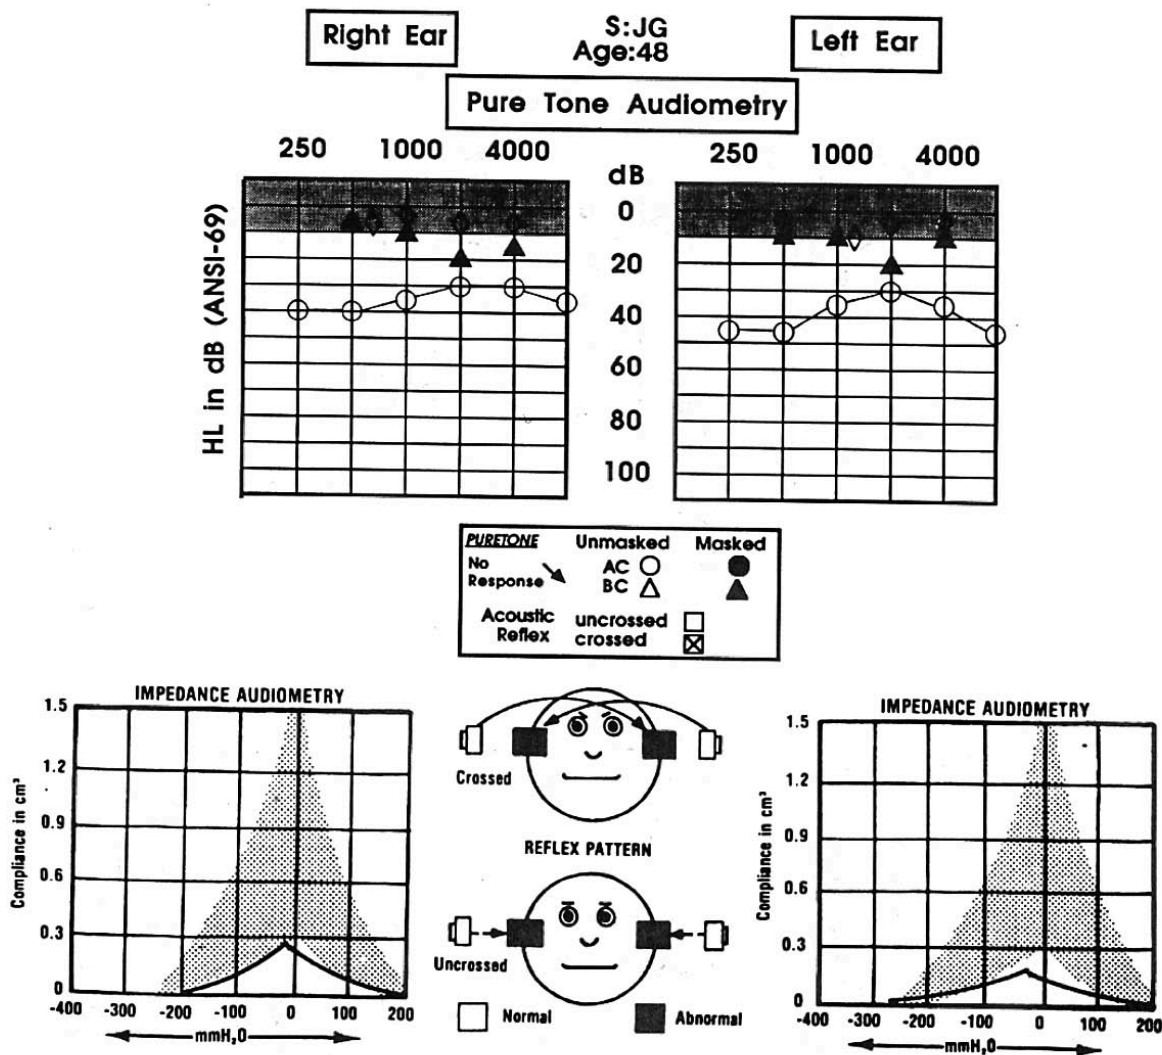 Right Ear
S:JG
Age:48
Left Ear
Pure Tone Audiometry
250 1000 4000
dB
250 1000 4000
HL in dB (ANSI-69)
0
20
40
60
80
100
PURETONE Unmasked Masked
No Response
AC
BC
Acoustic Reflex
uncrossed
crossed
IMPEDANCE AUDIOMETRY
Compliance in cm³
1.5
1.2
0.9
0.6
0.3
0
-400 -300 -200 -100 0 100 200
mmH₂O
Crossed
REFLEX PATTERN
Uncrossed
Normal
Abnormal
IMPEDANCE AUDIOMETRY
Compliance in cm³
1.5
1.2
0.9
0.6
0.3
0
-400 -300 -200 -100 0 100 200
mmH₂O